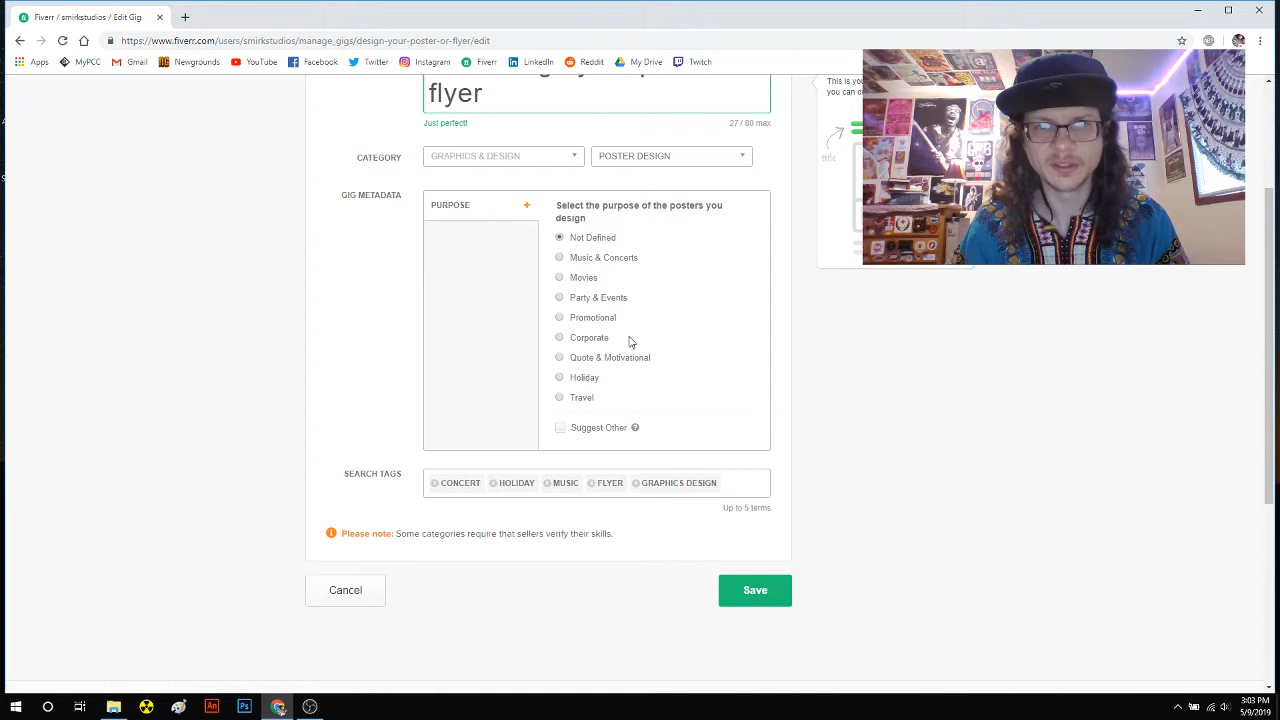 Fiverr / smirkstudios / Edit Gig
https://www.fiverr.com/users/smirkstudios/manage_gigs/design-your-poster-or-flyer/edit
Apps MyPCC Gmail Newgrounds YouTube Facebook Twitter Instagram Fiverr LinkedIn Reddit My Drive Twitch
flyer
Just perfect! 27 / 80 max
This is you
you can o
title
CATEGORY GRAPHICS & DESIGN POSTER DESIGN
GIG METADATA
PURPOSE +
Select the purpose of the posters you
design
Not Defined
Music & Concerts
Movies
Party & Events
Promotional
Corporate
Quote & Motivational
Holiday
Travel
Suggest Other ?
SEARCH TAGS
CONCERT HOLIDAY MUSIC FLYER GRAPHICS DESIGN
Up to 5 terms
Please note: Some categories require that sellers verify their skills.
Cancel Save
An Ps
3:03 PM
5/9/2019